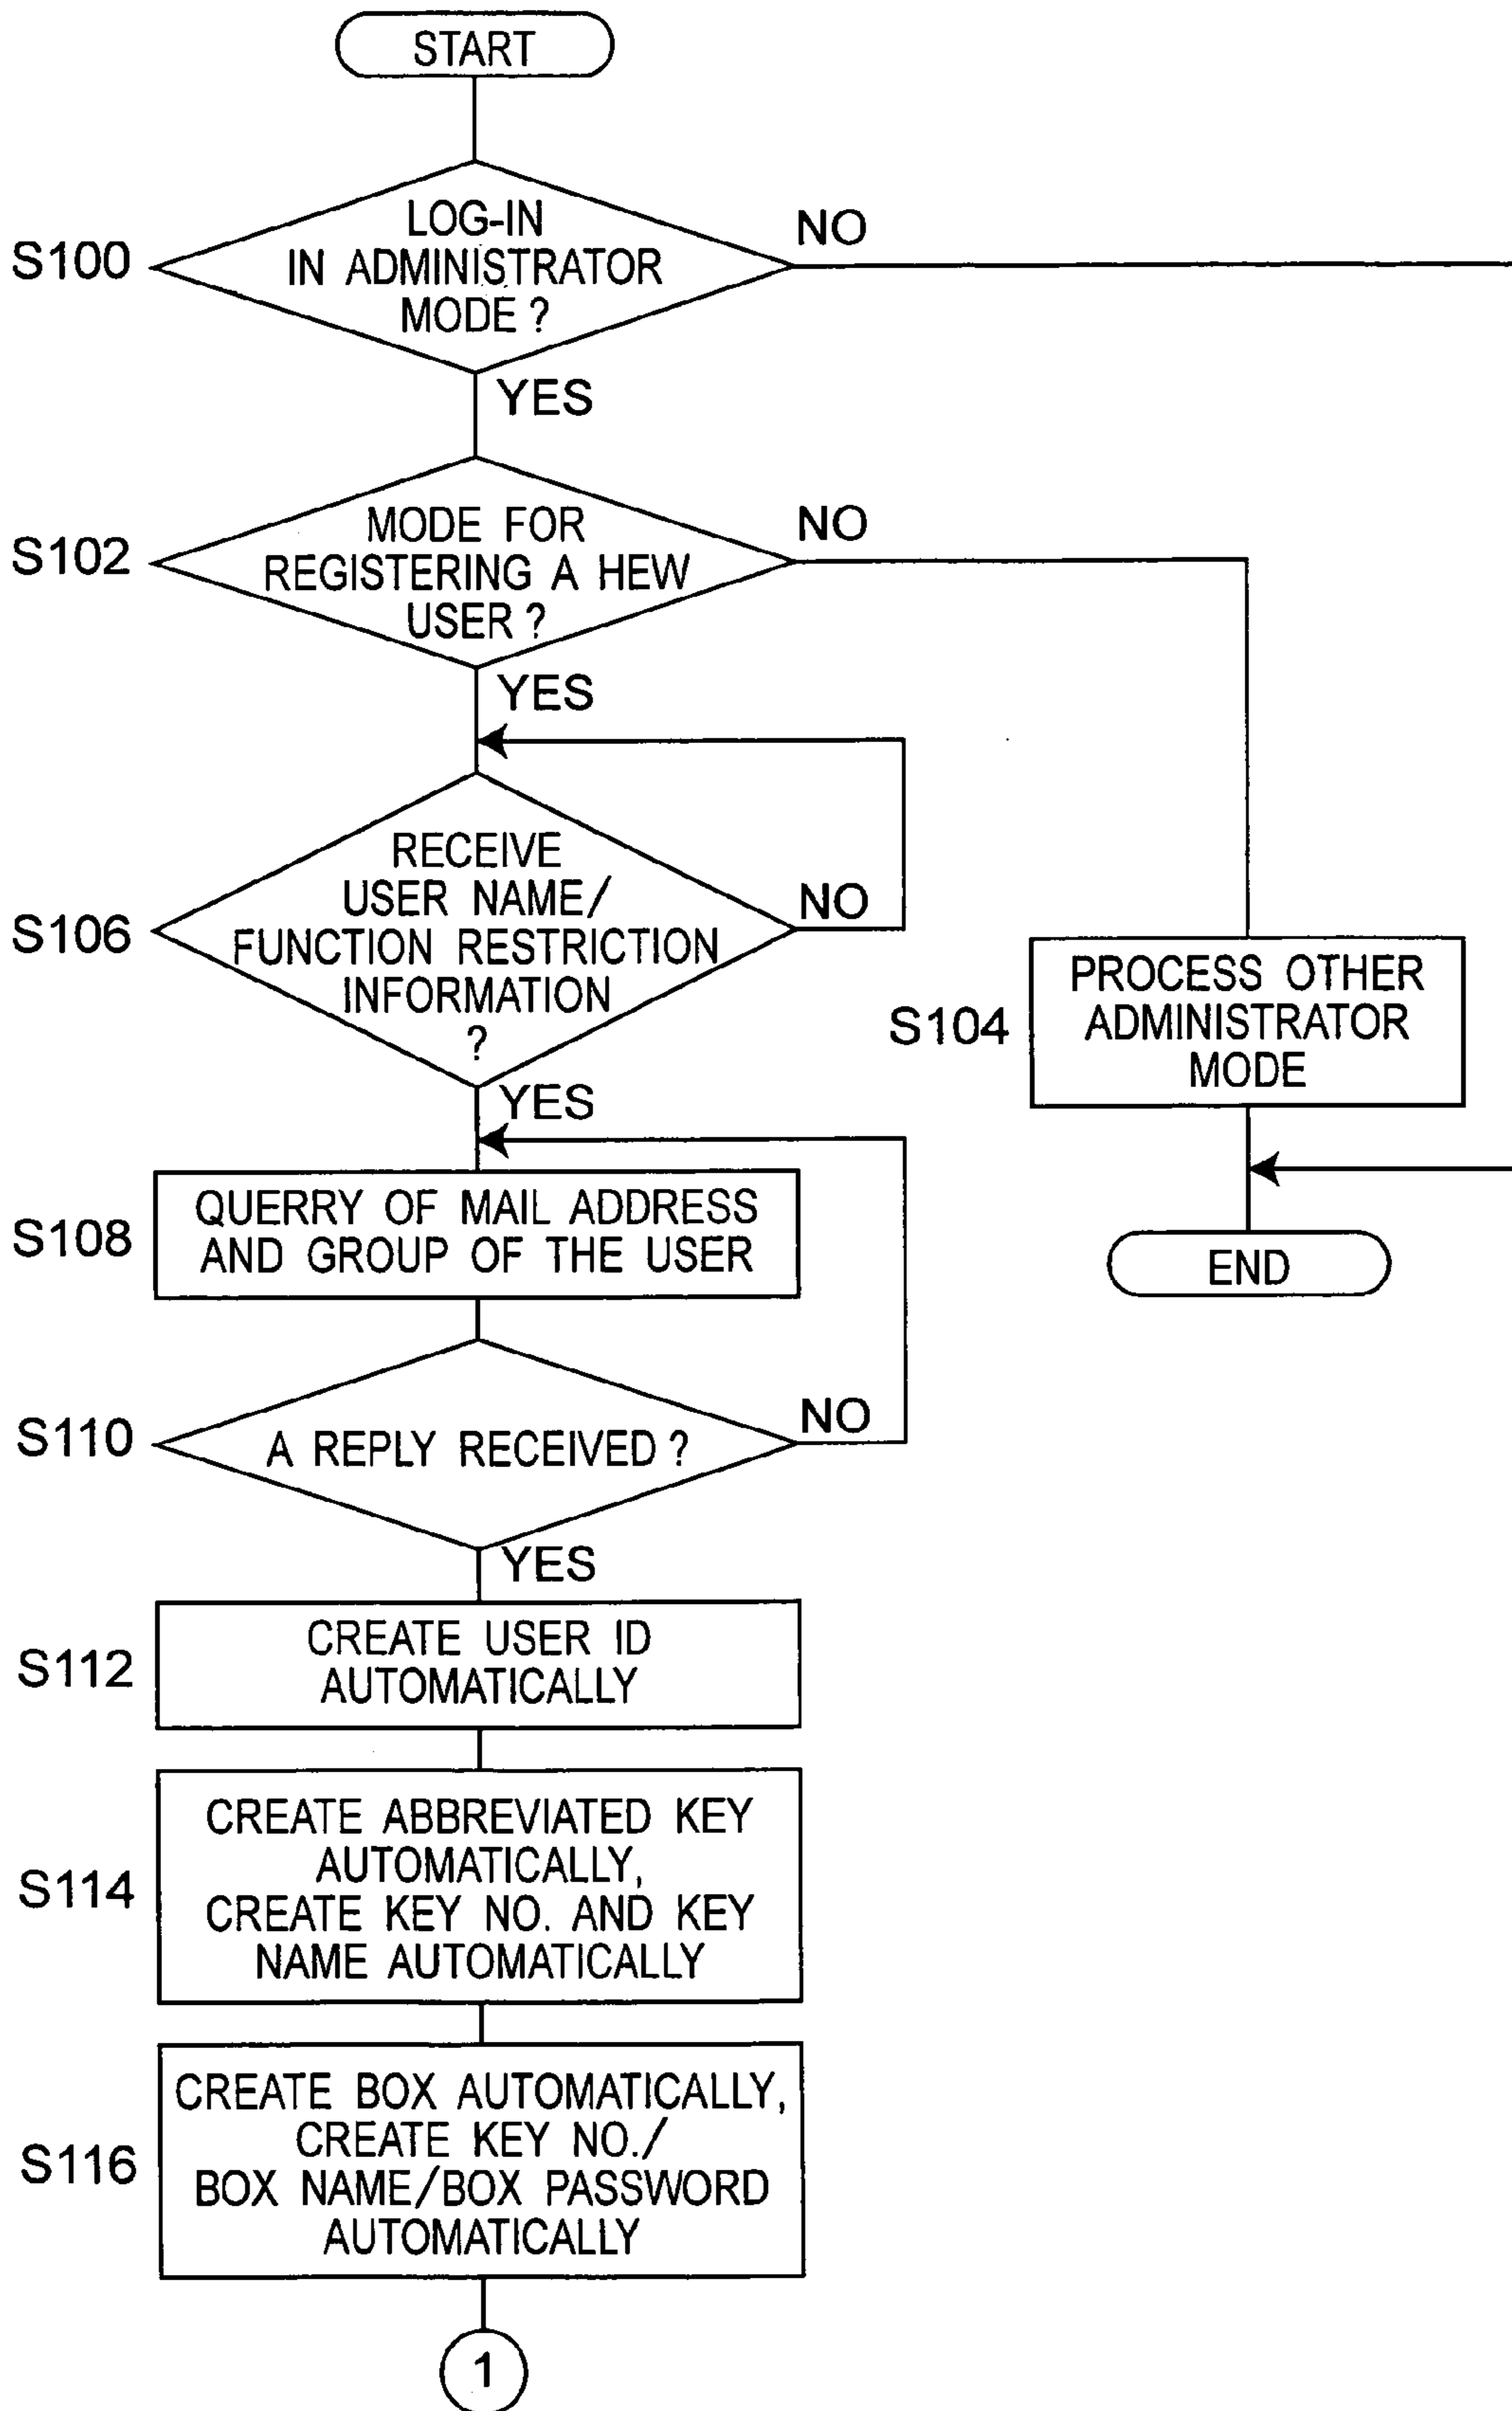 START
S100
LOG-IN
IN ADMINISTRATOR
MODE ?
NO
YES
S102
MODE FOR
REGISTERING A HEW
USER ?
NO
YES
S106
RECEIVE
USER NAME/
FUNCTION RESTRICTION
INFORMATION
?
NO
YES
S104
PROCESS OTHER
ADMINISTRATOR
MODE
END
S108
QUERRY OF MAIL ADDRESS
AND GROUP OF THE USER
S110
A REPLY RECEIVED ?
NO
YES
S112
CREATE USER ID
AUTOMATICALLY
S114
CREATE ABBREVIATED KEY
AUTOMATICALLY,
CREATE KEY NO. AND KEY
NAME AUTOMATICALLY
S116
CREATE BOX AUTOMATICALLY,
CREATE KEY NO./
BOX NAME/BOX PASSWORD
AUTOMATICALLY
1